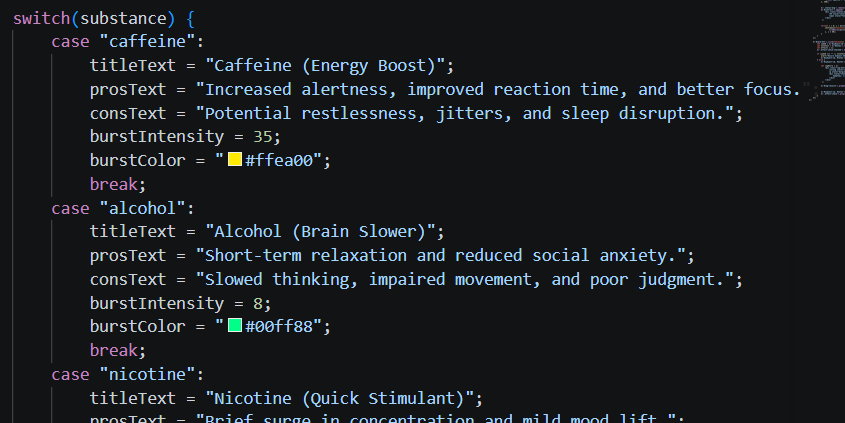 switch(substance) {
case "caffeine":
titleText = "Caffeine (Energy Boost)";
prosText = "Increased alertness, improved reaction time, and better focus.
consText = "Potential restlessness, jitters, and sleep disruption.";
burstIntensity = 35;
burstColor = "#ffea00";
break;
case "alcohol":
titleText = "Alcohol (Brain Slower)";
prosText = "Short-term relaxation and reduced social anxiety.";
consText = "Slowed thinking, impaired movement, and poor judgment.";
burstIntensity = 8;
burstColor = "#00ff88";
break;
case "nicotine":
titleText = "Nicotine (Quick Stimulant)";
prosText = "Brief surge in concentration and mild mood lift.";